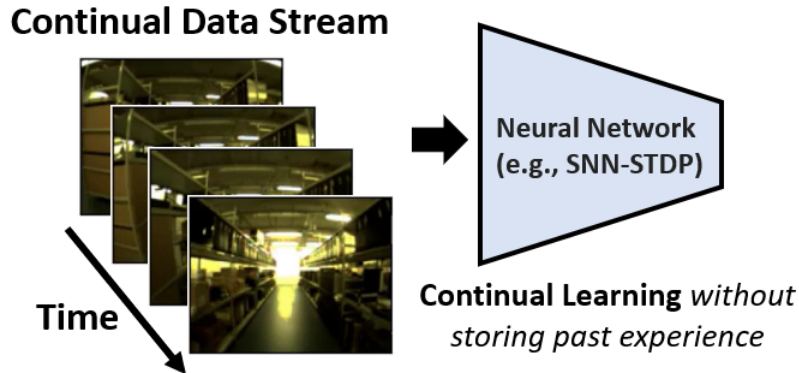 Continual Data Stream
Time
Neural Network
(e.g., SNN-STDP)
Continual Learning without
storing past experience